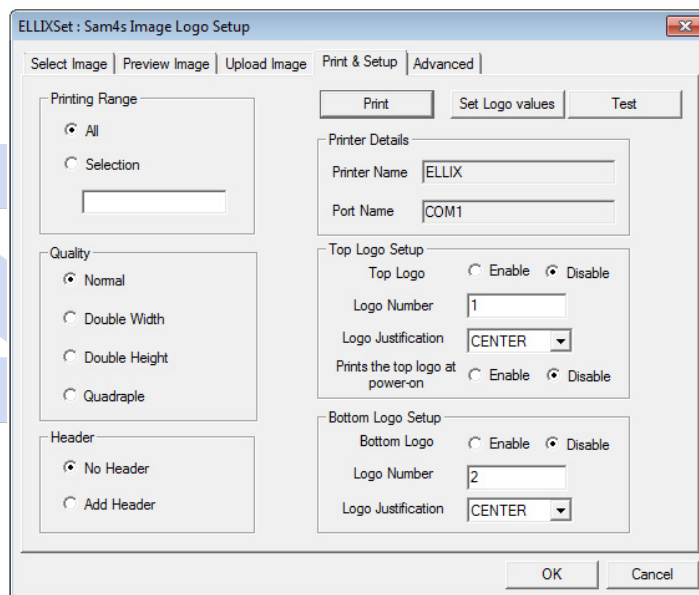 ELLIXSet : Sam4s Image Logo Setup
Select Image Preview Image Upload Image Print & Setup Advanced
Printing Range
All
Selection
Quality
Normal
Double Width
Double Height
Quadraple
Header
No Header
Add Header
Print Set Logo values Test
Printer Details
Printer Name ELLIX
Port Name COM1
Top Logo Setup
Top Logo Enable Disable
Logo Number 1
Logo Justification CENTER
Prints the top logo at
power-on Enable Disable
Bottom Logo Setup
Bottom Logo Enable Disable
Logo Number 2
Logo Justification CENTER
OK Cancel